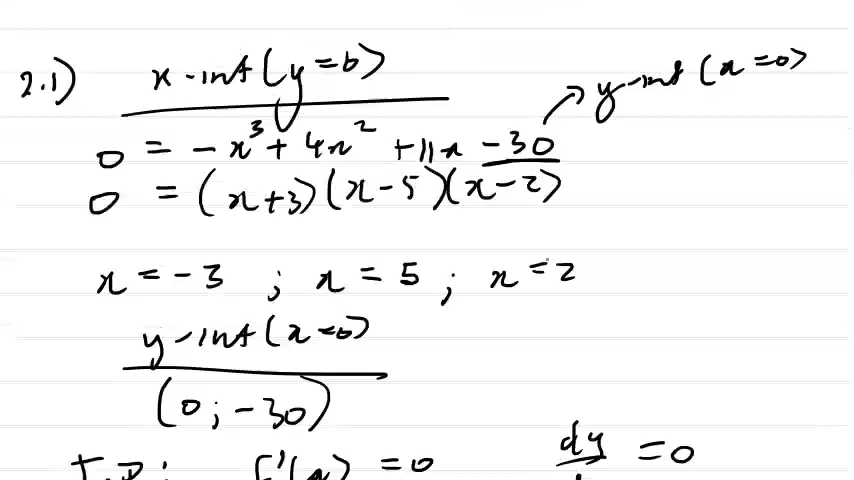 2.1) x-int (y=0)
y-int (x=0)
0 = -x³ + 4x² + 11x - 30
0 = (x+3)(x-5)(x-2)
x = -3 ; x = 5 ; x = 2
y-int (x=0)
(0 ; -30)
T.P : f'(x) = 0
dy = 0